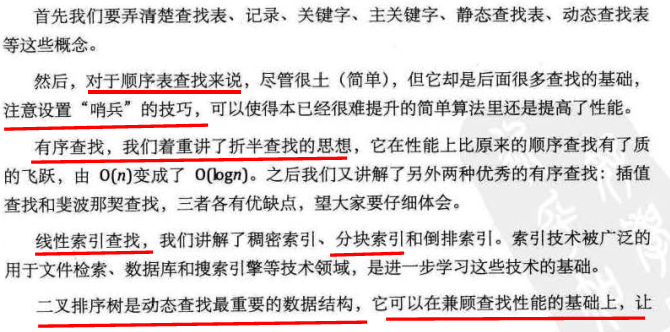 首先我们要弄清楚查找表、记录、关键字、主关键字、静态查找表、动态查找表
等这些概念。
然后，对于顺序表查找来说，尽管很土（简单），但它却是后面很多查找的基础，
注意设置“哨兵”的技巧，可以使得本已经很难提升的简单算法里还是提高了性能。
有序查找，我们着重讲了折半查找的思想，它在性能上比原来的顺序查找有了质
的飞跃，由 O(n)变成了 O(logn)。之后我们又讲解了另外两种优秀的有序查找：插值
查找和斐波那契查找，三者各有优缺点，望大家要仔细体会。
线性索引查找，我们讲解了稠密索引、分块索引和倒排索引。索引技术被广泛的
用于文件检索、数据库和搜索引擎等技术领域，是进一步学习这些技术的基础。
二叉排序树是动态查找最重要的数据结构，它可以在兼顾查找性能的基础上，让